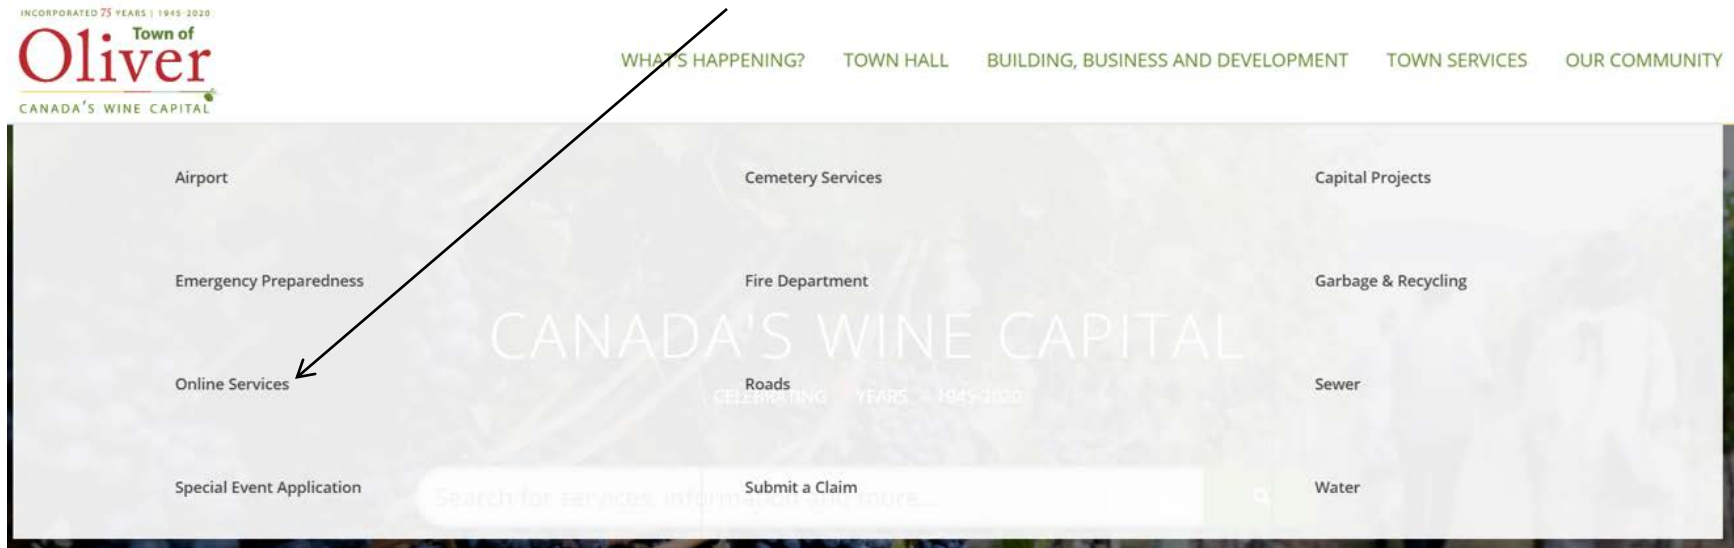 INCORPORATED 75 YEARS | 1945-2020
Town of
Oliver
CANADA'S WINE CAPITAL
WHAT'S HAPPENING? TOWN HALL BUILDING, BUSINESS AND DEVELOPMENT TOWN SERVICES OUR COMMUNITY
Airport Cemetery Services Capital Projects
Emergency Preparedness Fire Department Garbage & Recycling
CANADA'S WINE CAPITAL
Online Services Roads Sewer
CELEBRATING YEARS 1945-2020
Special Event Application Submit a Claim Water
Search for services, information and more...